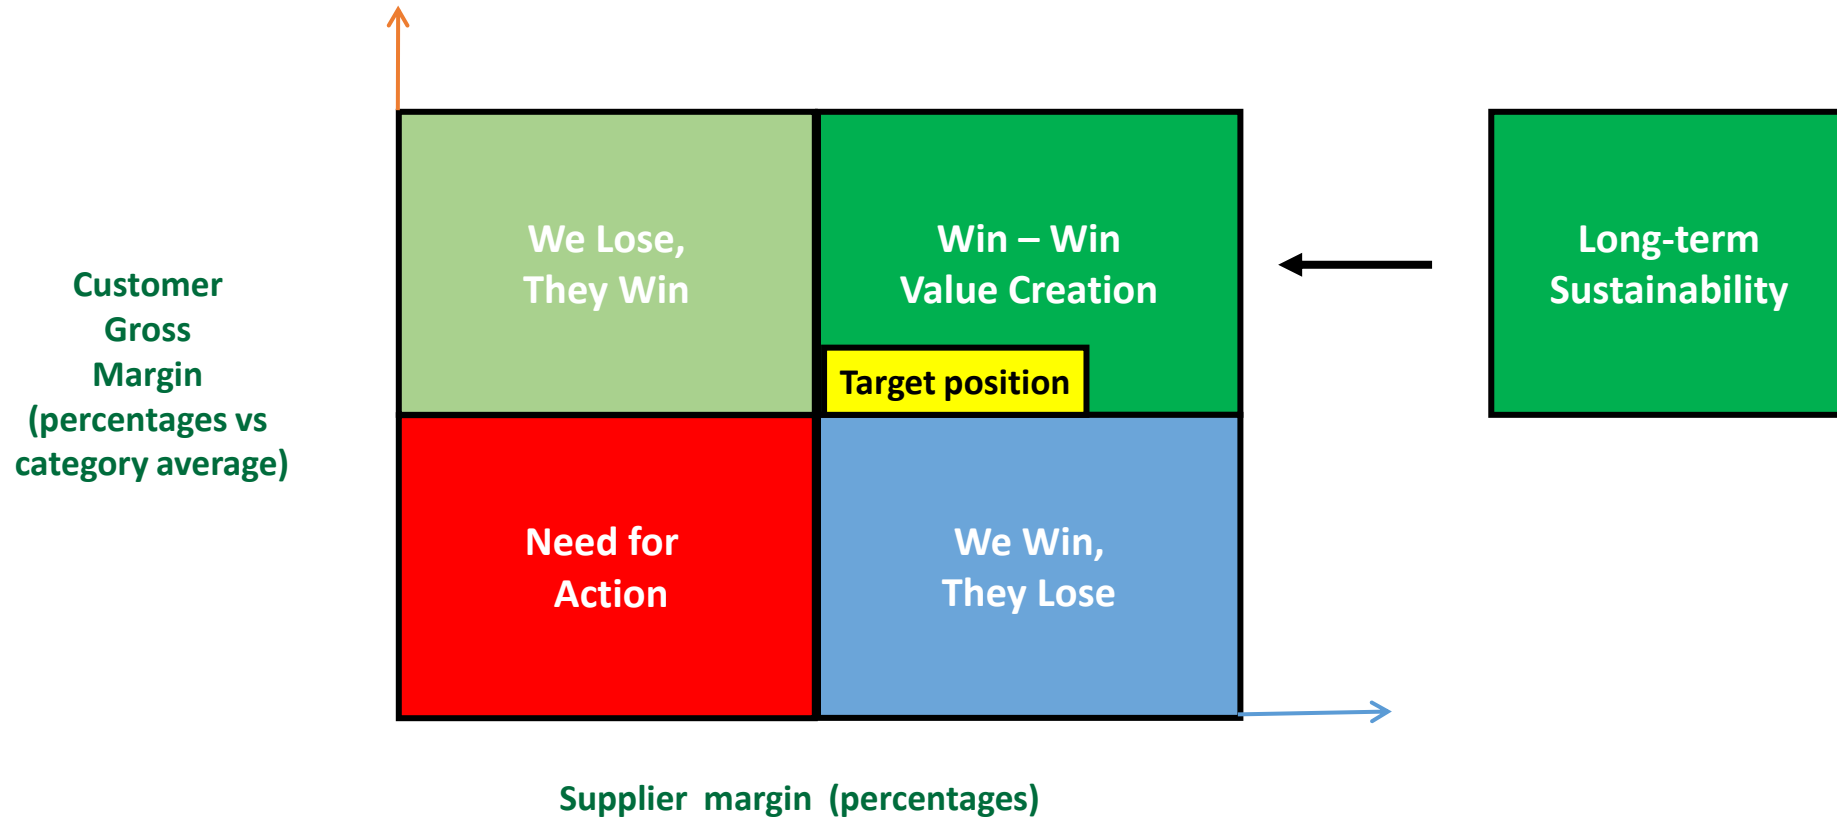 Customer
Gross
Margin
(percentages vs
category average)
We Lose,
They Win
Win – Win
Value Creation
Target position
Need for
Action
We Win,
They Lose
Long-term
Sustainability
Supplier margin (percentages)